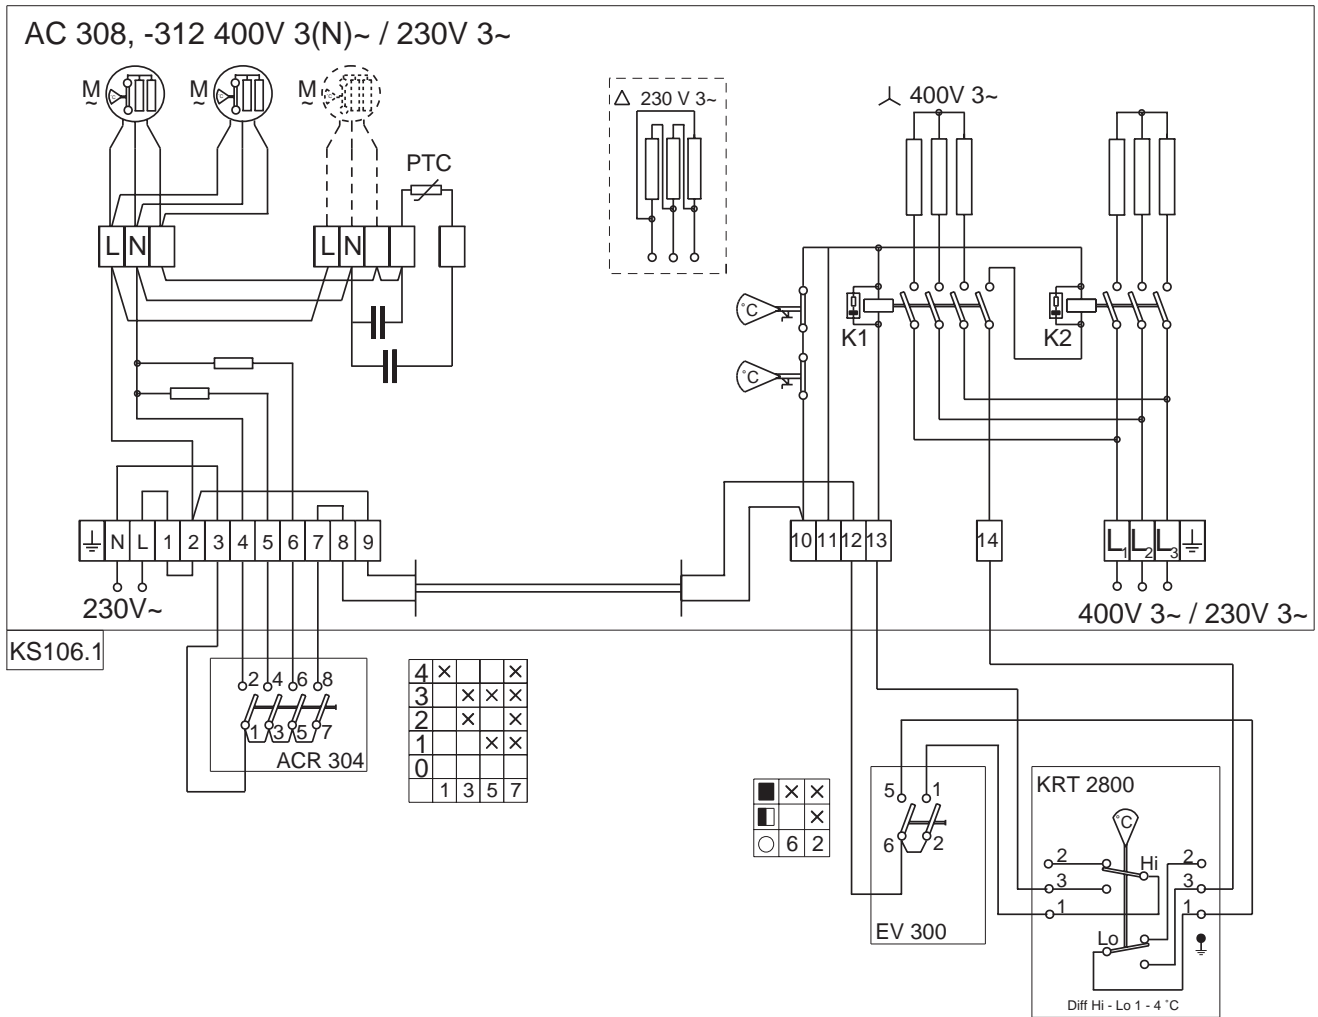 AC 308, -312 400V 3(N)~ / 230V 3~
M ~
M ~
M ~
°C
°C
°C
PTC
△ 230 V 3~
400V 3~
L N
L N
°C
°C
K1
K2
N L 1 2 3 4 5 6 7 8 9
10 11 12 13
14
L1 L2 L3
230V~
400V 3~ / 230V 3~
KS106.1
2 4 6 8
1 3 5 7
ACR 304
4 × ×
3 × × ×
2 × ×
1 × ×
0
1 3 5 7
× ×
×
6 2
5 1
6 2
EV 300
KRT 2800
°C
2 Hi 2
3 3
1 1
Lo
Diff Hi - Lo 1 - 4 °C